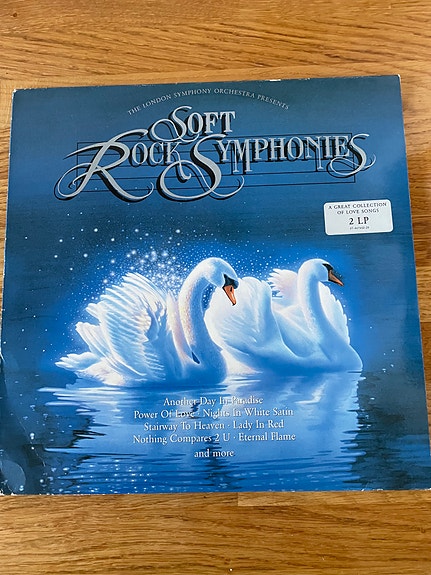 THE LONDON SYMPHONY ORCHESTRA PRESENTS
SOFT
ROCK SYMPHONIES
A GREAT COLLECTION
OF LOVE SONGS
2 LP
Another Day In Paradise
Power Of Love · Nights In White Satin
Stairway To Heaven · Lady In Red
Nothing Compares 2 U · Eternal Flame
and more